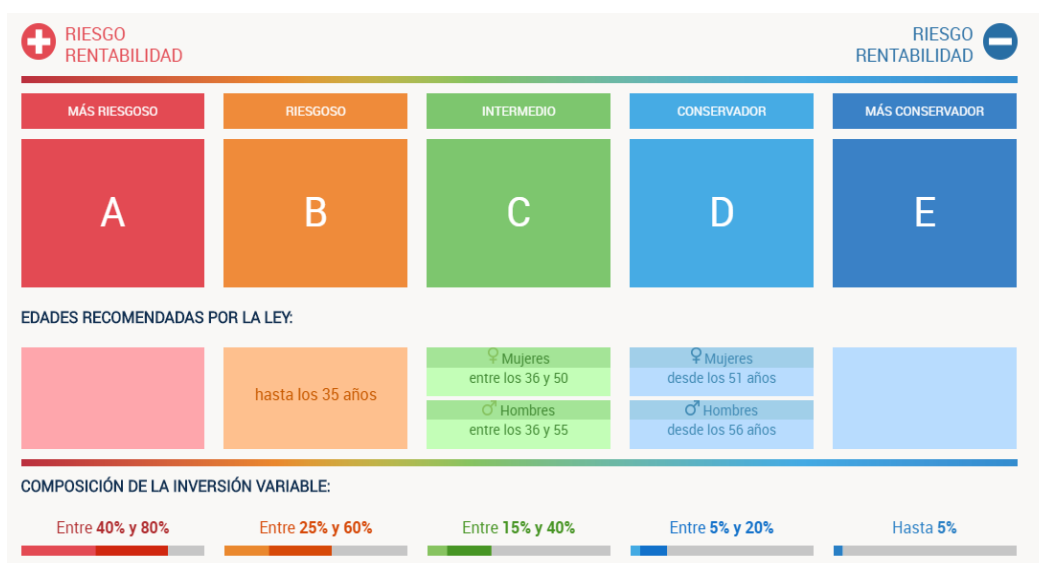 RIESGO
RENTABILIDAD
RIESGO
RENTABILIDAD
MÁS RIESGOSO
RIESGOSO
INTERMEDIO
CONSERVADOR
MÁS CONSERVADOR
A
B
C
D
E
EDADES RECOMENDADAS POR LA LEY:
hasta los 35 años
♀ Mujeres
entre los 36 y 50
♂ Hombres
entre los 36 y 55
♀ Mujeres
desde los 51 años
♂ Hombres
desde los 56 años
COMPOSICIÓN DE LA INVERSIÓN VARIABLE:
Entre 40% y 80%
Entre 25% y 60%
Entre 15% y 40%
Entre 5% y 20%
Hasta 5%